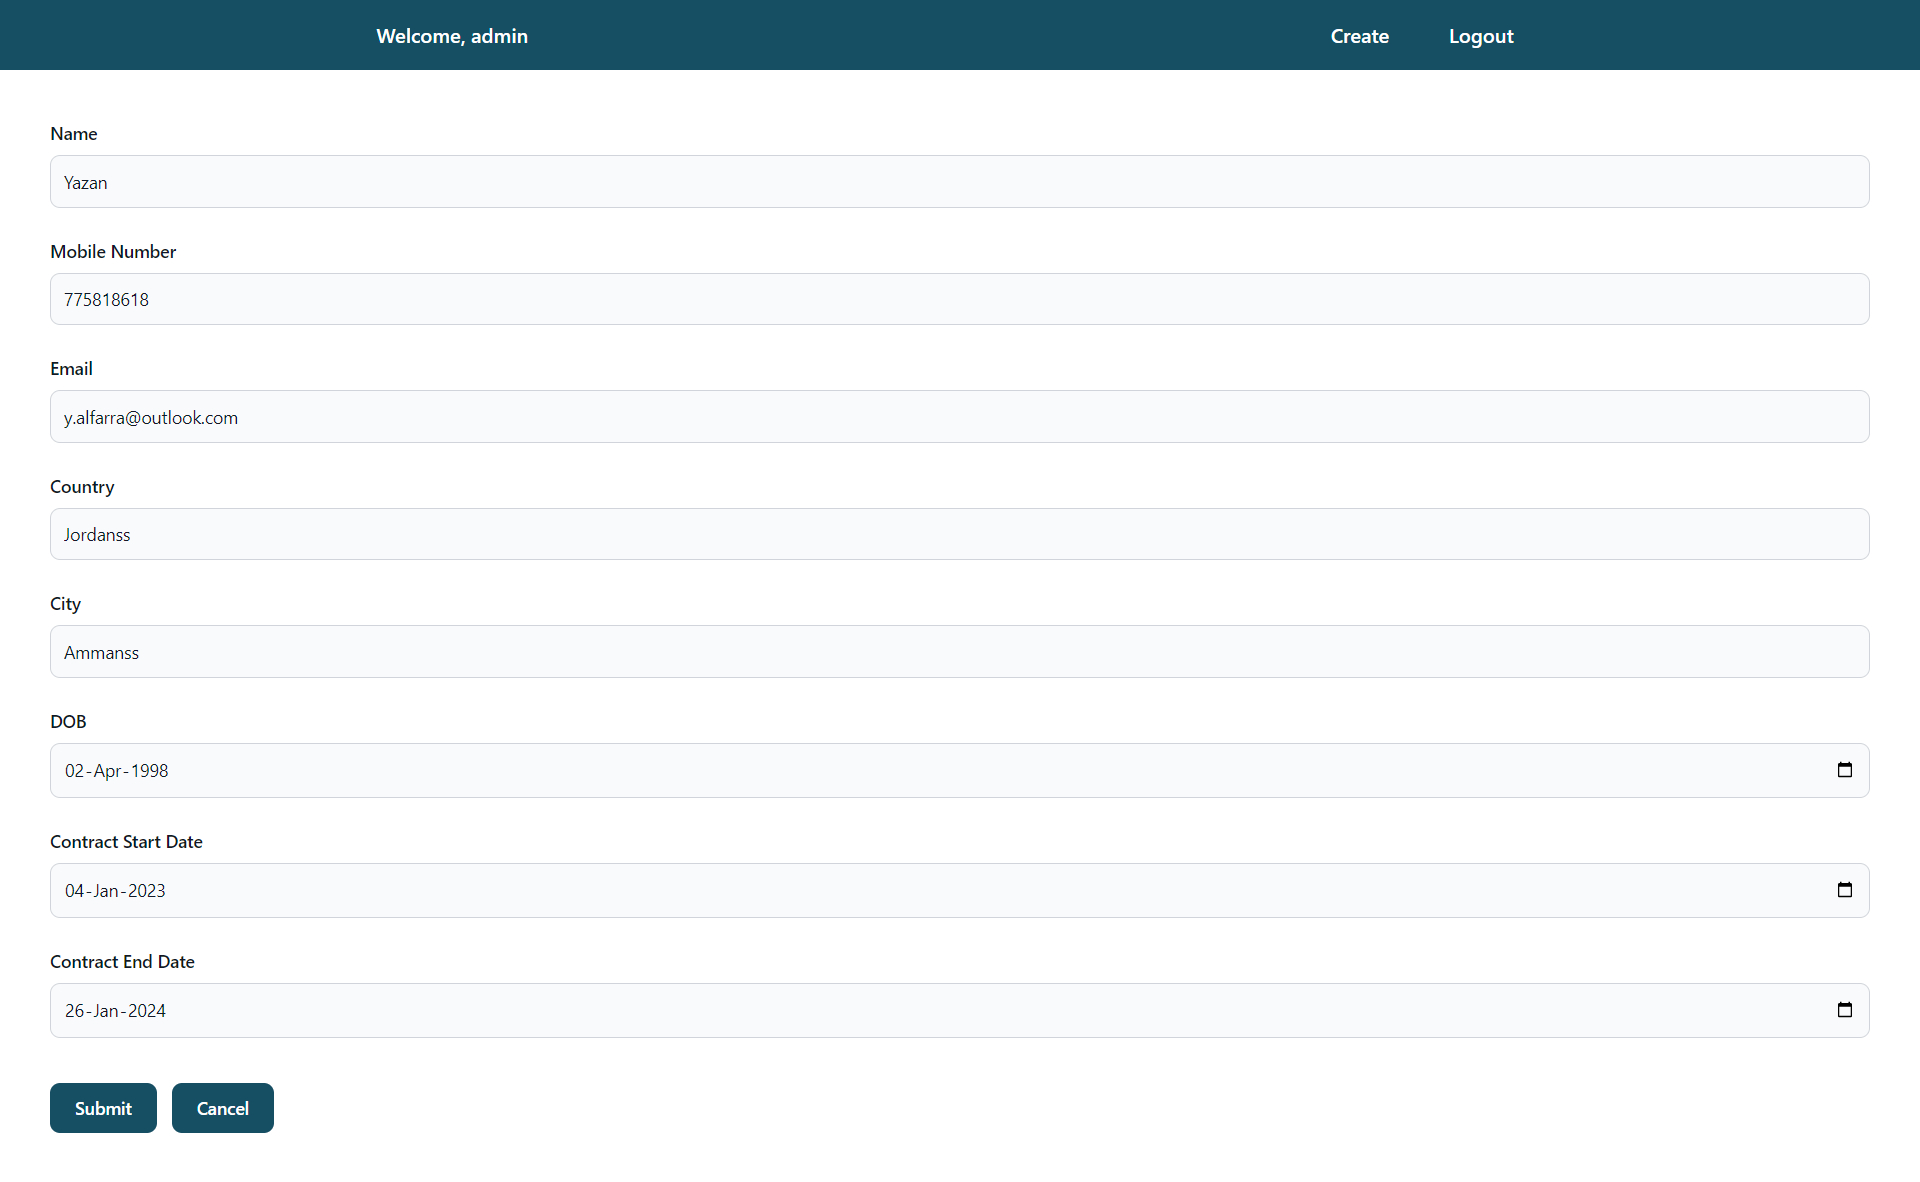 Welcome, admin Create Logout
Name
Yazan
Mobile Number
775818618
Email
y.alfarra@outlook.com
Country
Jordanss
City
Ammanss
DOB
02-Apr-1998
Contract Start Date
04-Jan-2023
Contract End Date
26-Jan-2024
Submit Cancel